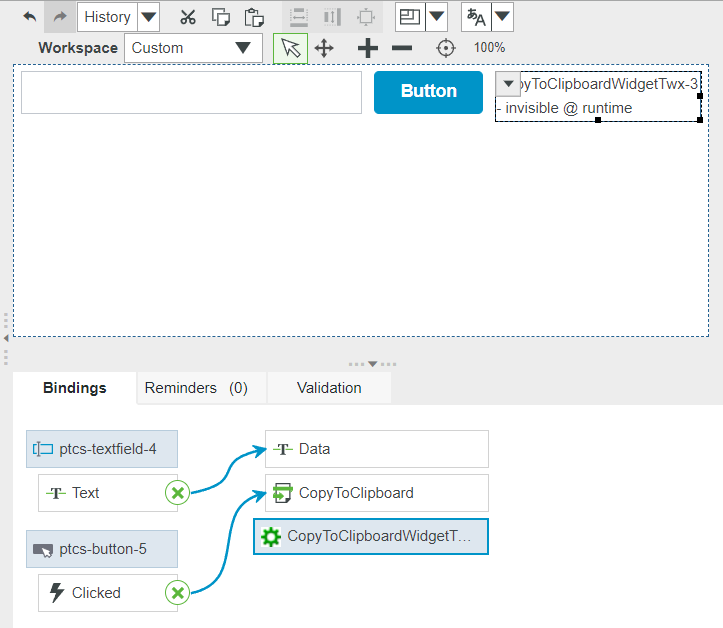 History
Workspace Custom 100%
Button
pyToClipboardWidgetTwx-3
- invisible @ runtime
Bindings Reminders (0) Validation
ptcs-textfield-4 Data
Text CopyToClipboard
CopyToClipboardWidgetT...
ptcs-button-5
Clicked